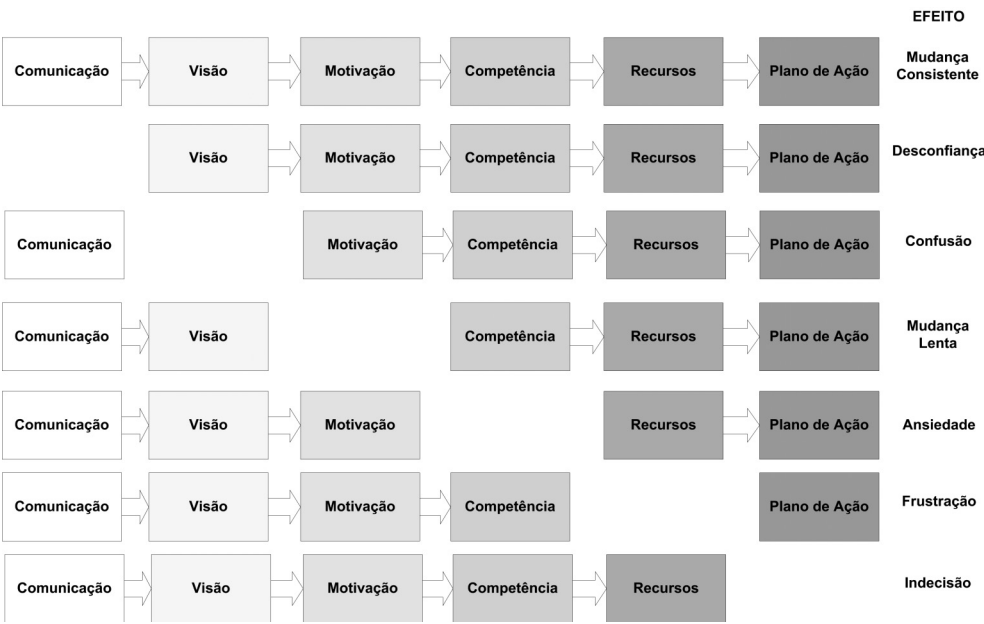 EFEITO
Comunicação Visão Motivação Competência Recursos Plano de Ação Mudança
Consistente
Visão Motivação Competência Recursos Plano de Ação Desconfiança
Comunicação Motivação Competência Recursos Plano de Ação Confusão
Comunicação Visão Competência Recursos Plano de Ação Mudança
Lenta
Comunicação Visão Motivação Recursos Plano de Ação Ansiedade
Comunicação Visão Motivação Competência Plano de Ação Frustração
Comunicação Visão Motivação Competência Recursos Indecisão